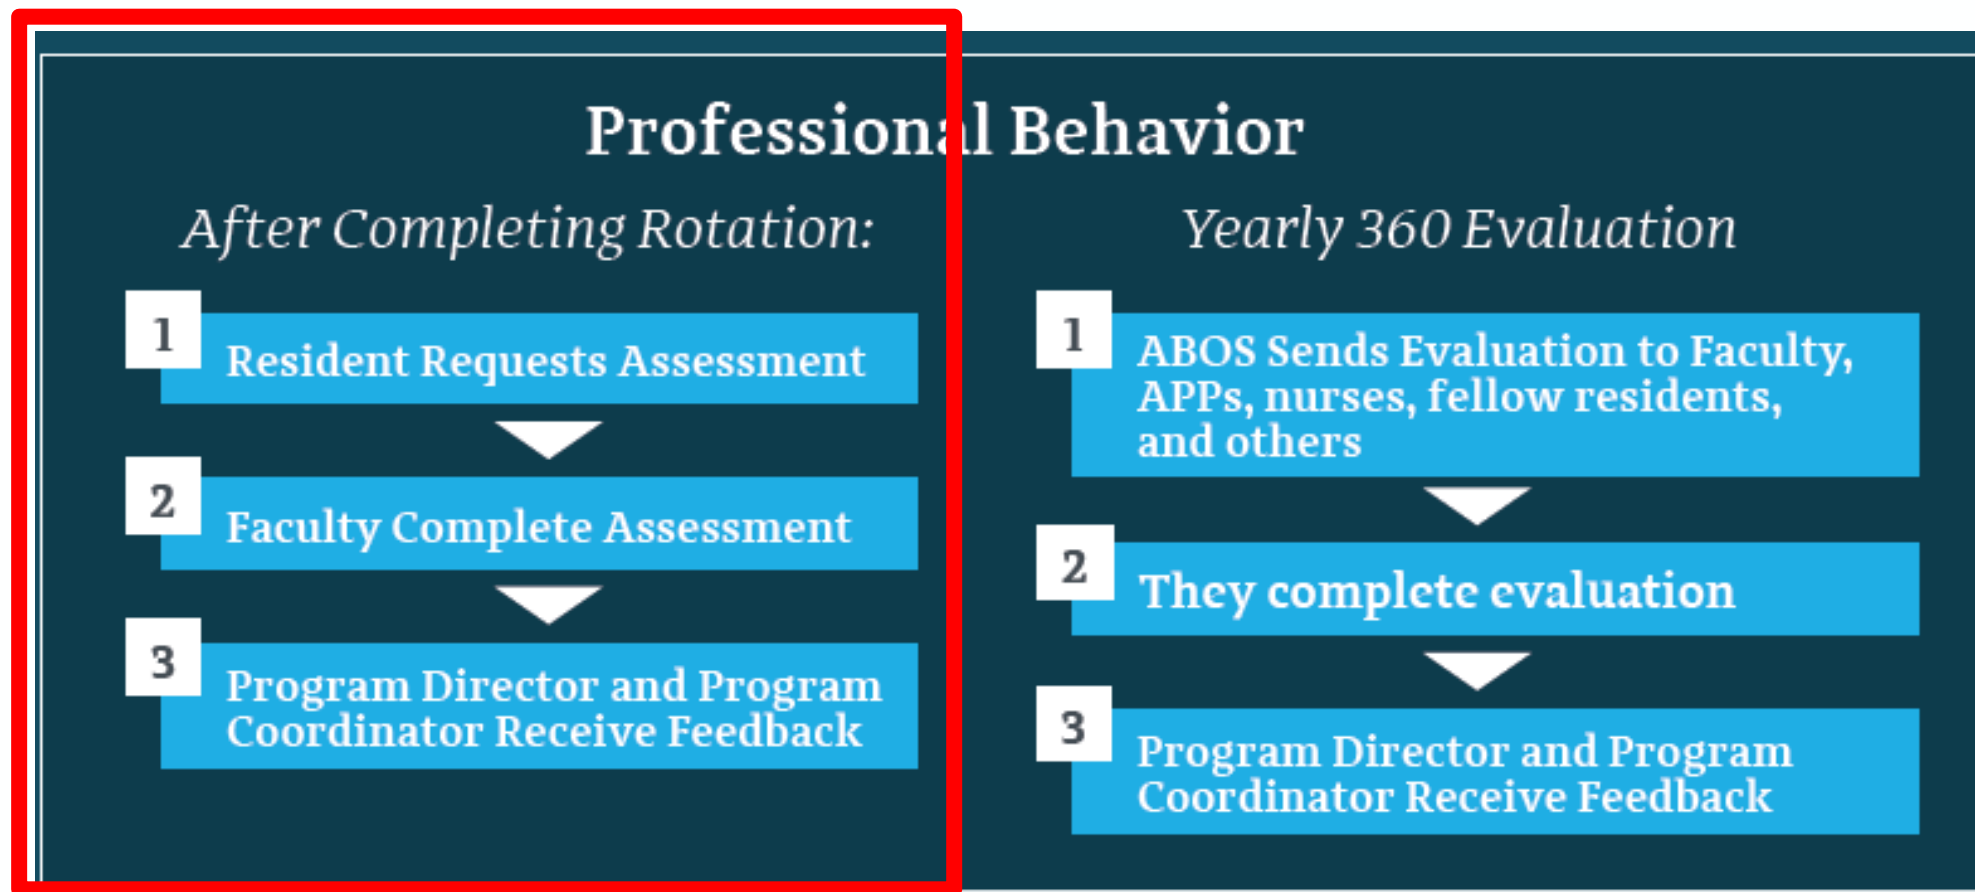 Professional Behavior
After Completing Rotation:
1
Resident Requests Assessment
2
Faculty Complete Assessment
3
Program Director and Program
Coordinator Receive Feedback
Yearly 360 Evaluation
1
ABOS Sends Evaluation to Faculty,
APPs, nurses, fellow residents,
and others
2
They complete evaluation
3
Program Director and Program
Coordinator Receive Feedback